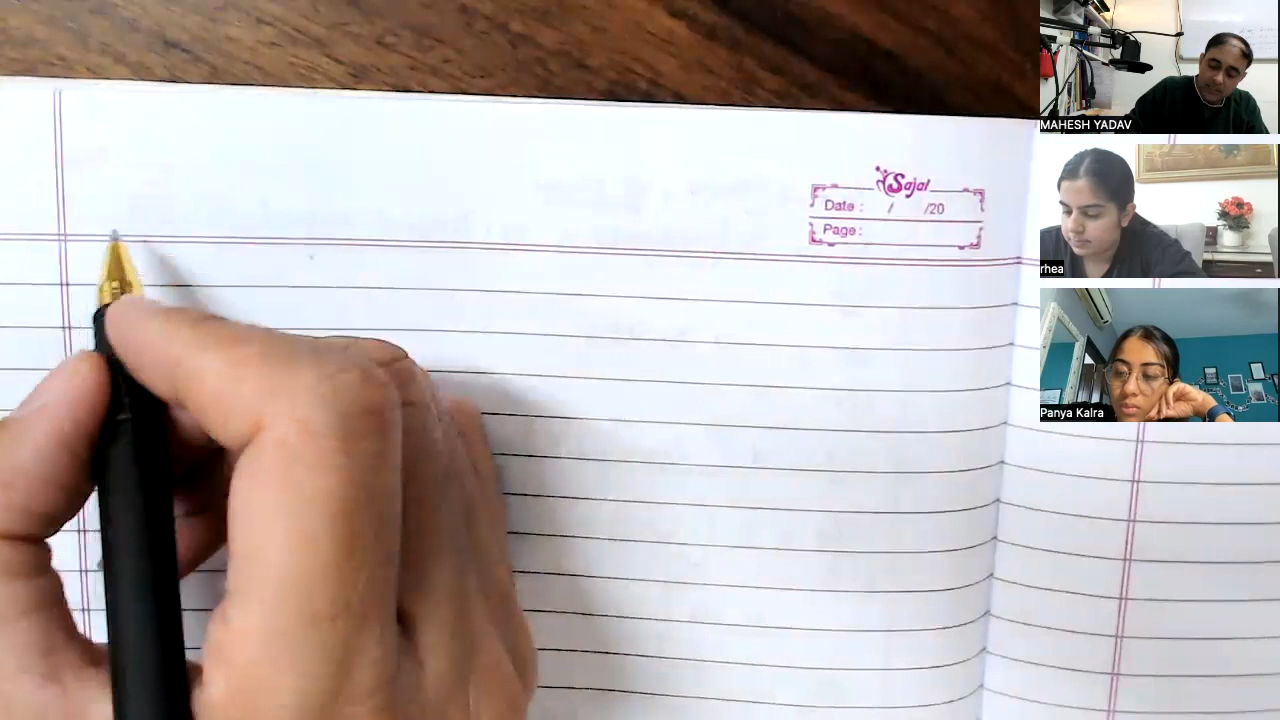 Sajal
Date : / /20
Page:
MAHESH YADAV
rhea
Panya Kalra